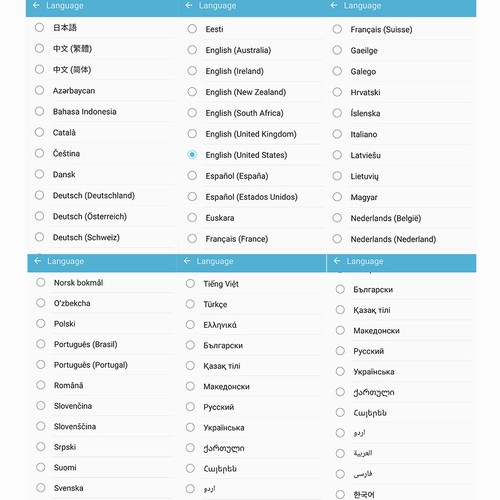 Language
日本語
中文 (繁體)
中文 (简体)
Azərbaycan
Bahasa Indonesia
Català
Čeština
Dansk
Deutsch (Deutschland)
Deutsch (Österreich)
Deutsch (Schweiz)
Language
Eesti
English (Australia)
English (Ireland)
English (New Zealand)
English (South Africa)
English (United Kingdom)
English (United States)
Español (España)
Español (Estados Unidos)
Euskara
Français (France)
Language
Français (Suisse)
Gaeilge
Galego
Hrvatski
Íslenska
Italiano
Latviešu
Lietuvių
Magyar
Nederlands (België)
Nederlands (Nederland)
Language
Norsk bokmål
O'zbekcha
Polski
Português (Brasil)
Português (Portugal)
Română
Slovenčina
Slovenščina
Srpski
Suomi
Svenska
Language
Tiếng Việt
Türkçe
Ελληνικά
Български
Қазақ тілі
Македонски
Русский
Українська
ქართული
Հայերեն
اردو
Language
Български
Қазақ тілі
Македонски
Русский
Українська
ქართული
Հայերեն
اردو
العربية
فارسی
한국어